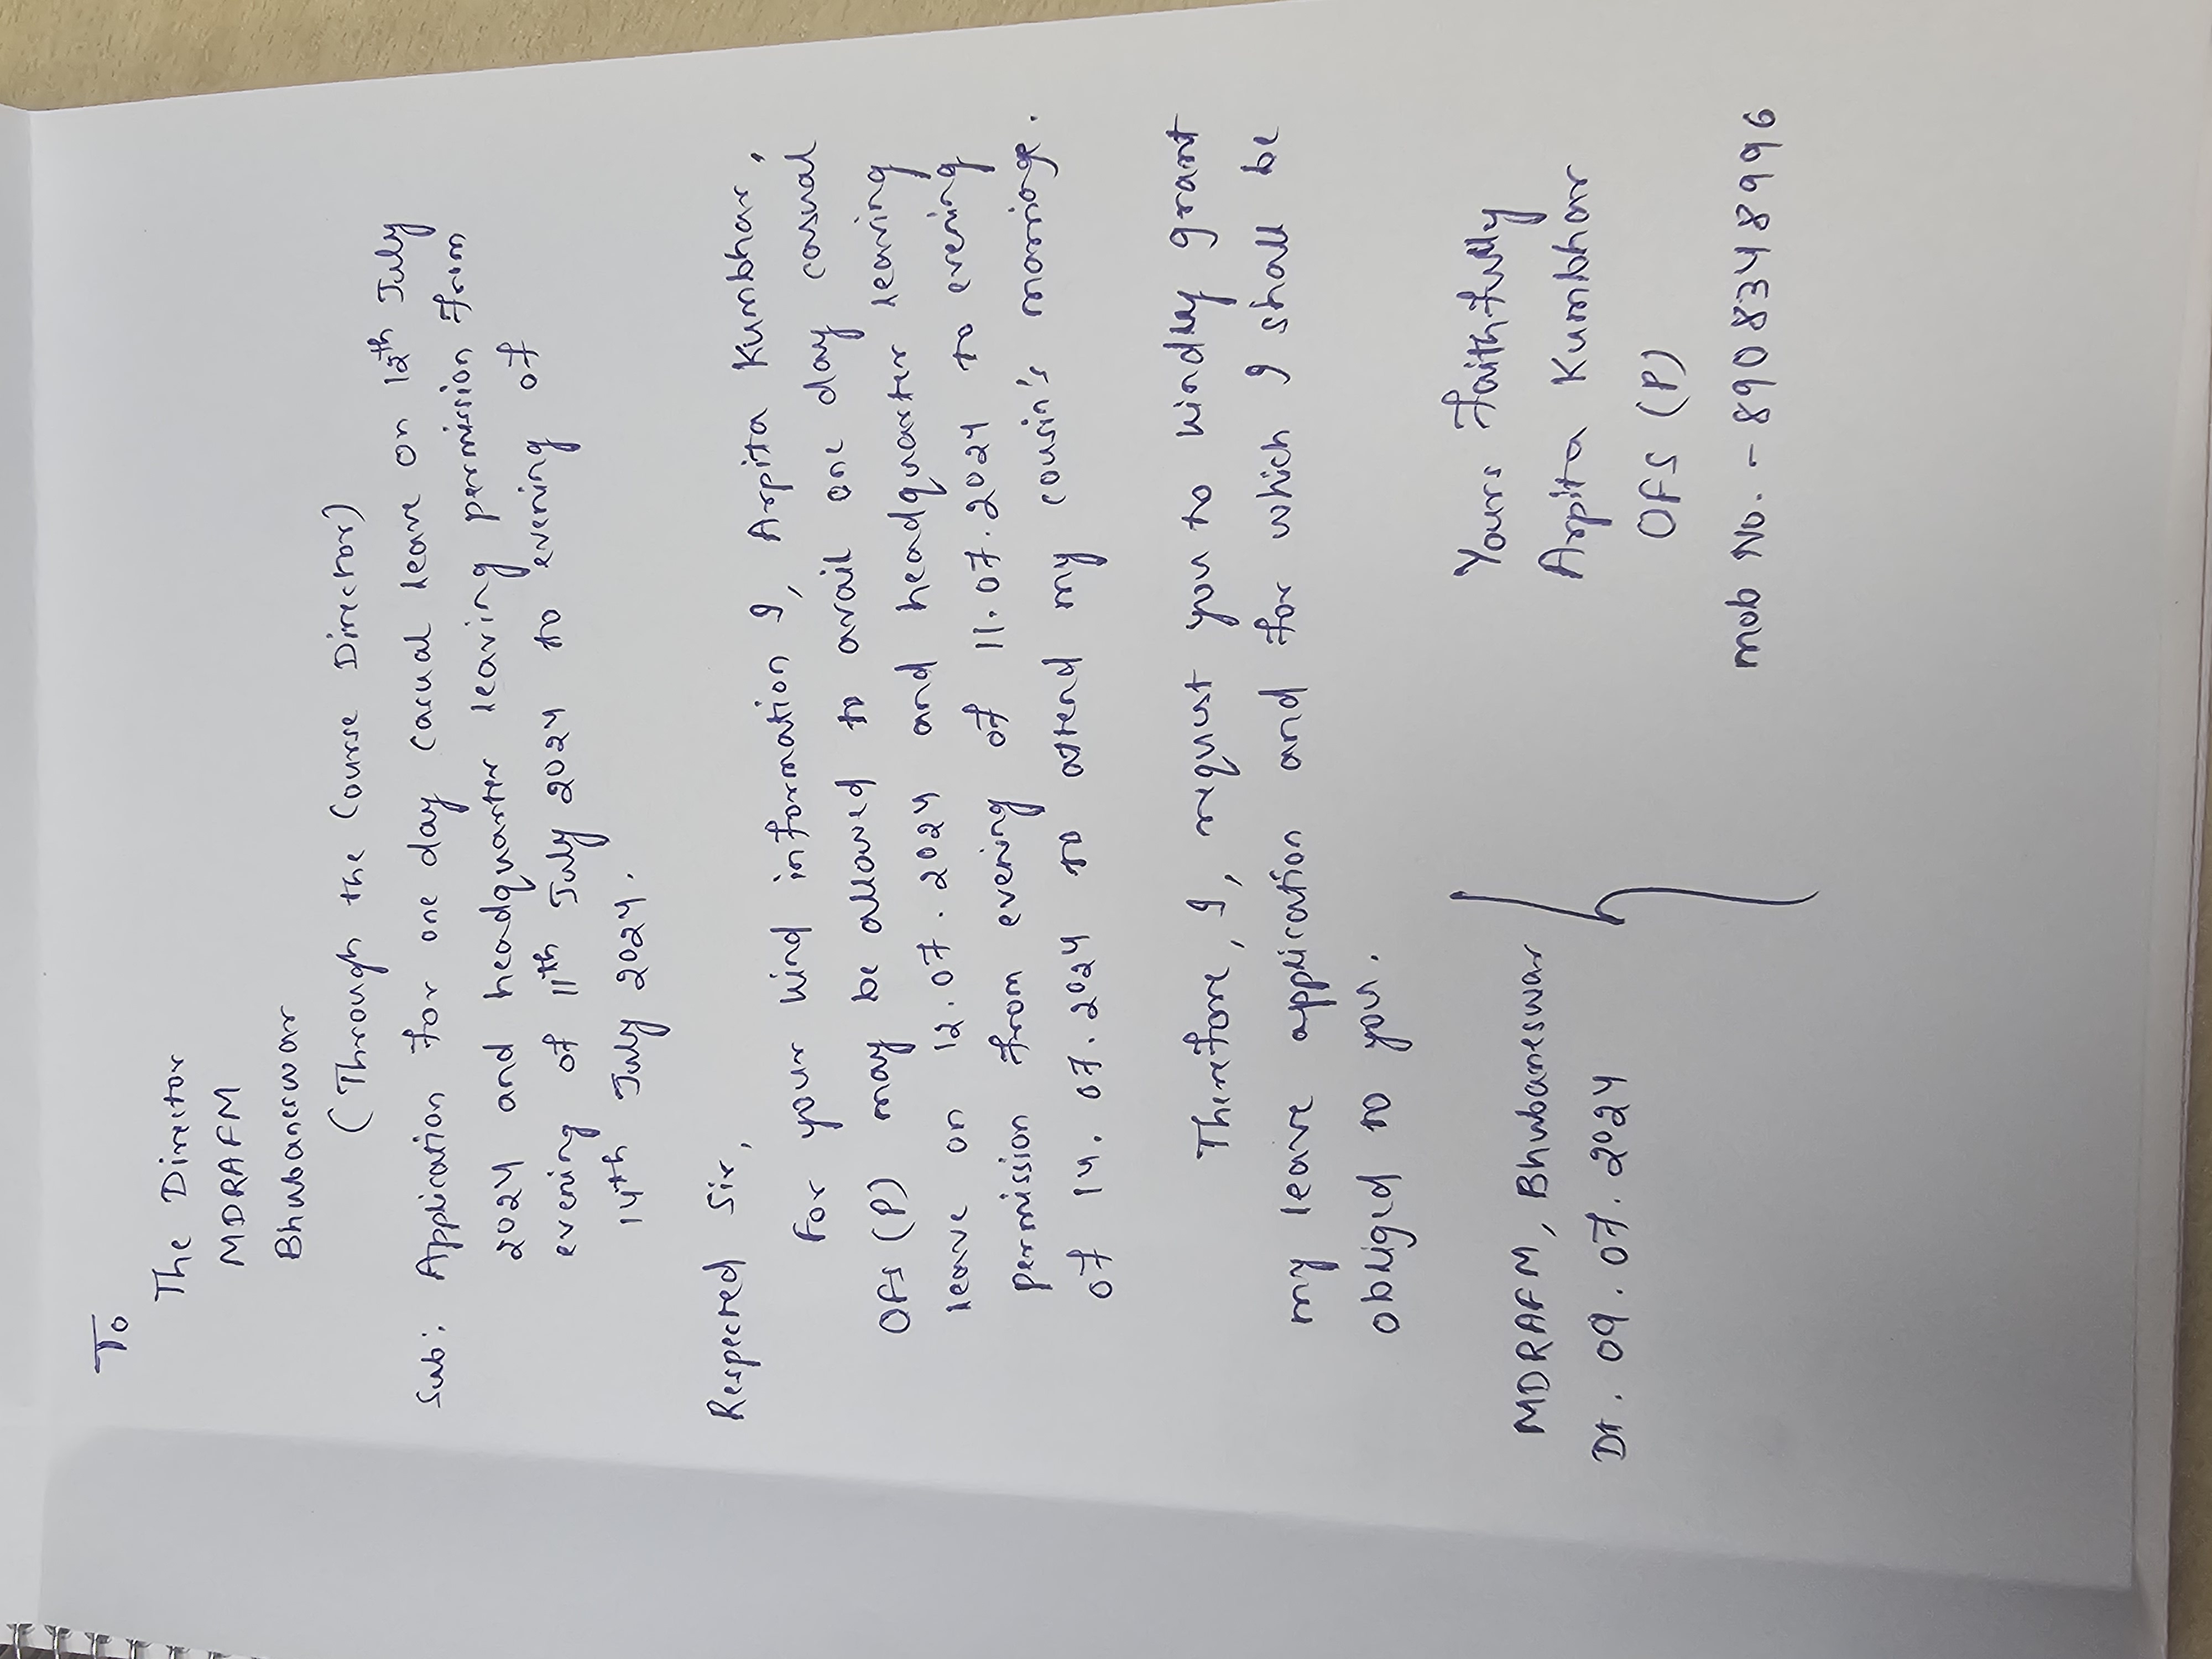 To
The Director
MDRAFM
Bhubaneswar
(Through the Course Director)
Sub: Application for one day casual leave on 12th July
2024 and headquarter leaving permission from
evening of 11th July 2024 to evening of
14th July 2024.
Respected Sir,
For your kind information I, Arpita Kumbhar,
OFS (P) may be allowed to avail one day casual
leave on 12.07.2024 and headquarter leaving
permission from evening of 11.07.2024 to evening
of 14.07.2024 to attend my cousin's marriage.
Therefore, I, request you to kindly grant
my leave application and for which I shall be
obliged to you.
Yours faithfully
MDRAFM, Bhubaneswar
Arpita Kumbhar
Dt. 09.07.2024
OFS (P)
Mob No. - 8908348996